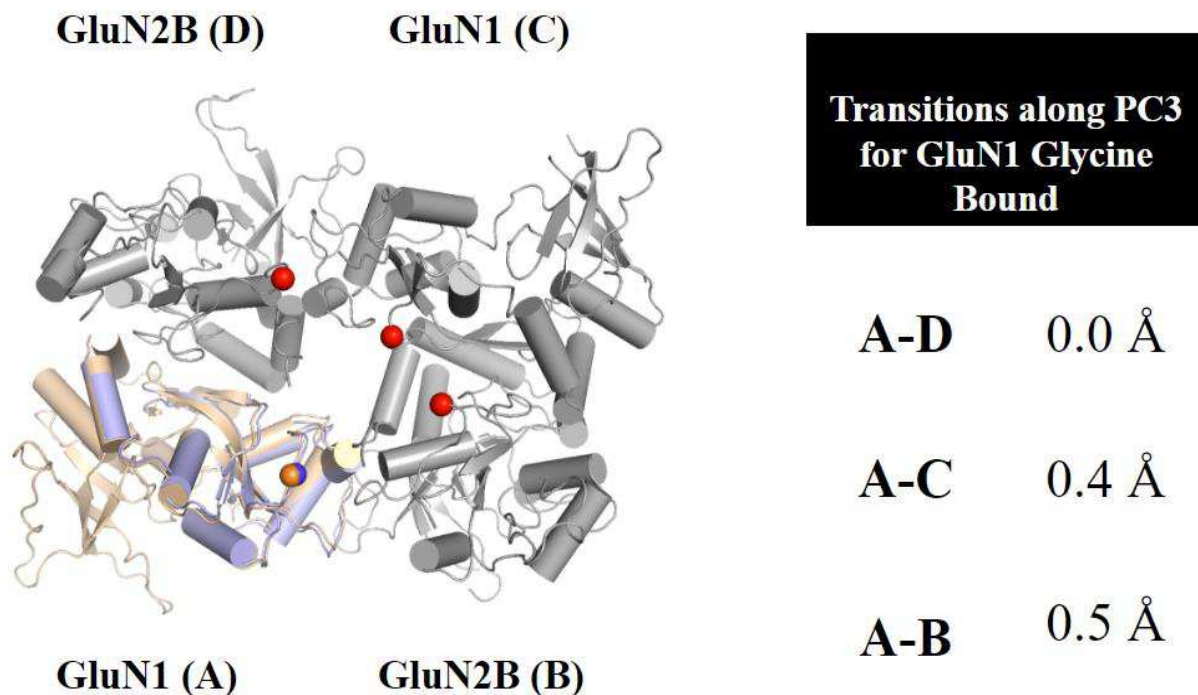 GluN2B (D) GluN1 (C)
Transitions along PC3
for GluN1 Glycine
Bound
A-D 0.0 Å
A-C 0.4 Å
A-B 0.5 Å
GluN1 (A) GluN2B (B)